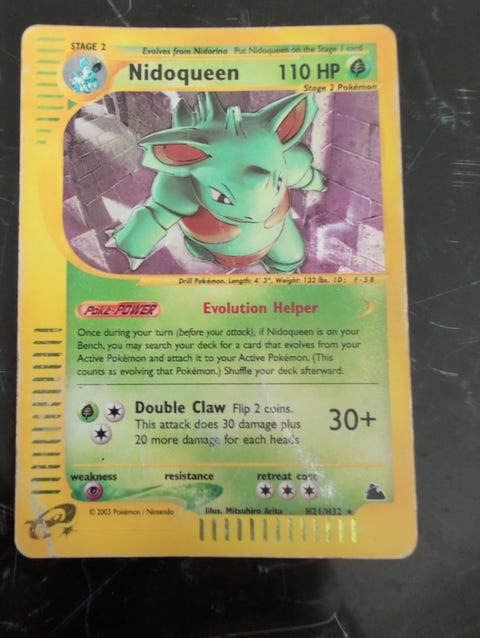 STAGE 2
Evolves from Nidorina Put Nidoqueen on the Stage 1 card
Nidoqueen 110 HP
Stage 2 Pokémon
Drill Pokémon. Length: 4' 3", Weight: 132 lbs. ID: F-58
POKé-POWER Evolution Helper
Once during your turn (before your attack), if Nidoqueen is on your
Bench, you may search your deck for a card that evolves from your
Active Pokémon and attach it to your Active Pokémon. (This
counts as evolving that Pokémon.) Shuffle your deck afterward.
Double Claw Flip 2 coins. 30+
This attack does 30 damage plus
20 more damage for each heads
weakness resistance retreat cost
e
© 2003 Pokémon / Nintendo Illus. Mitsuhiro Arita H21/H32 ★